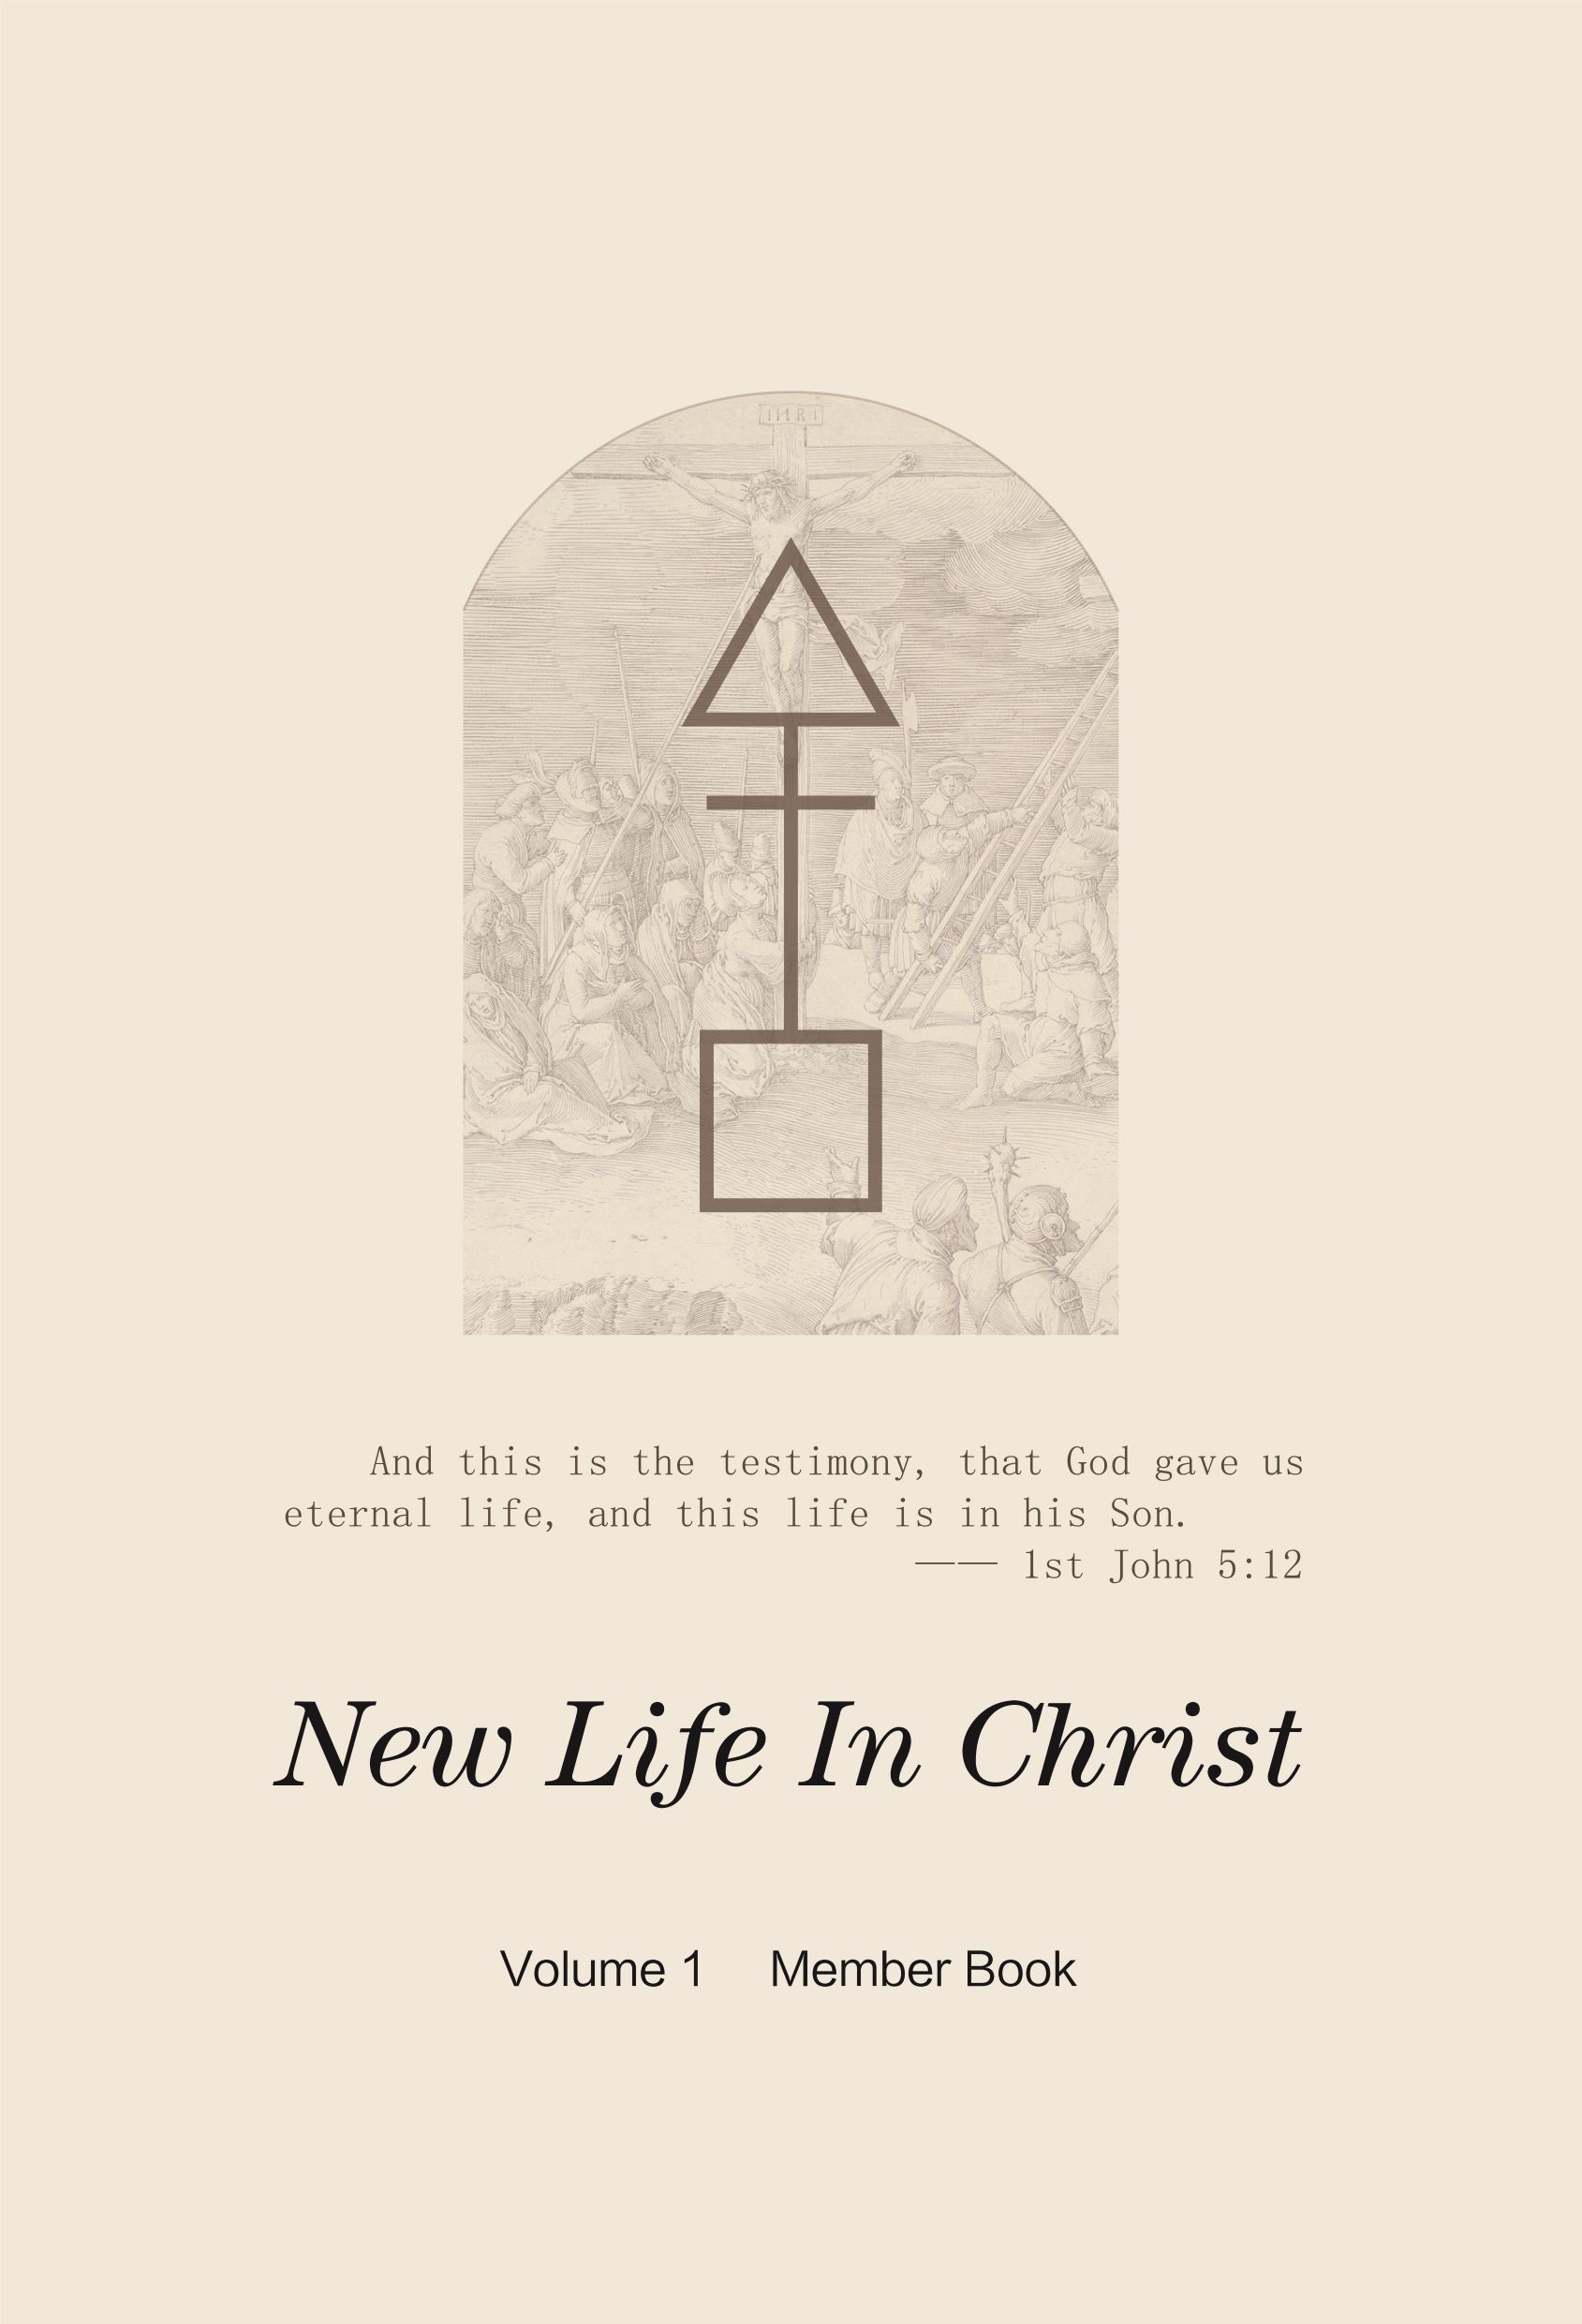 And this is the testimony, that God gave us
eternal life, and this life is in his Son.
—— 1st John 5:12
New Life In Christ
Volume 1 Member Book